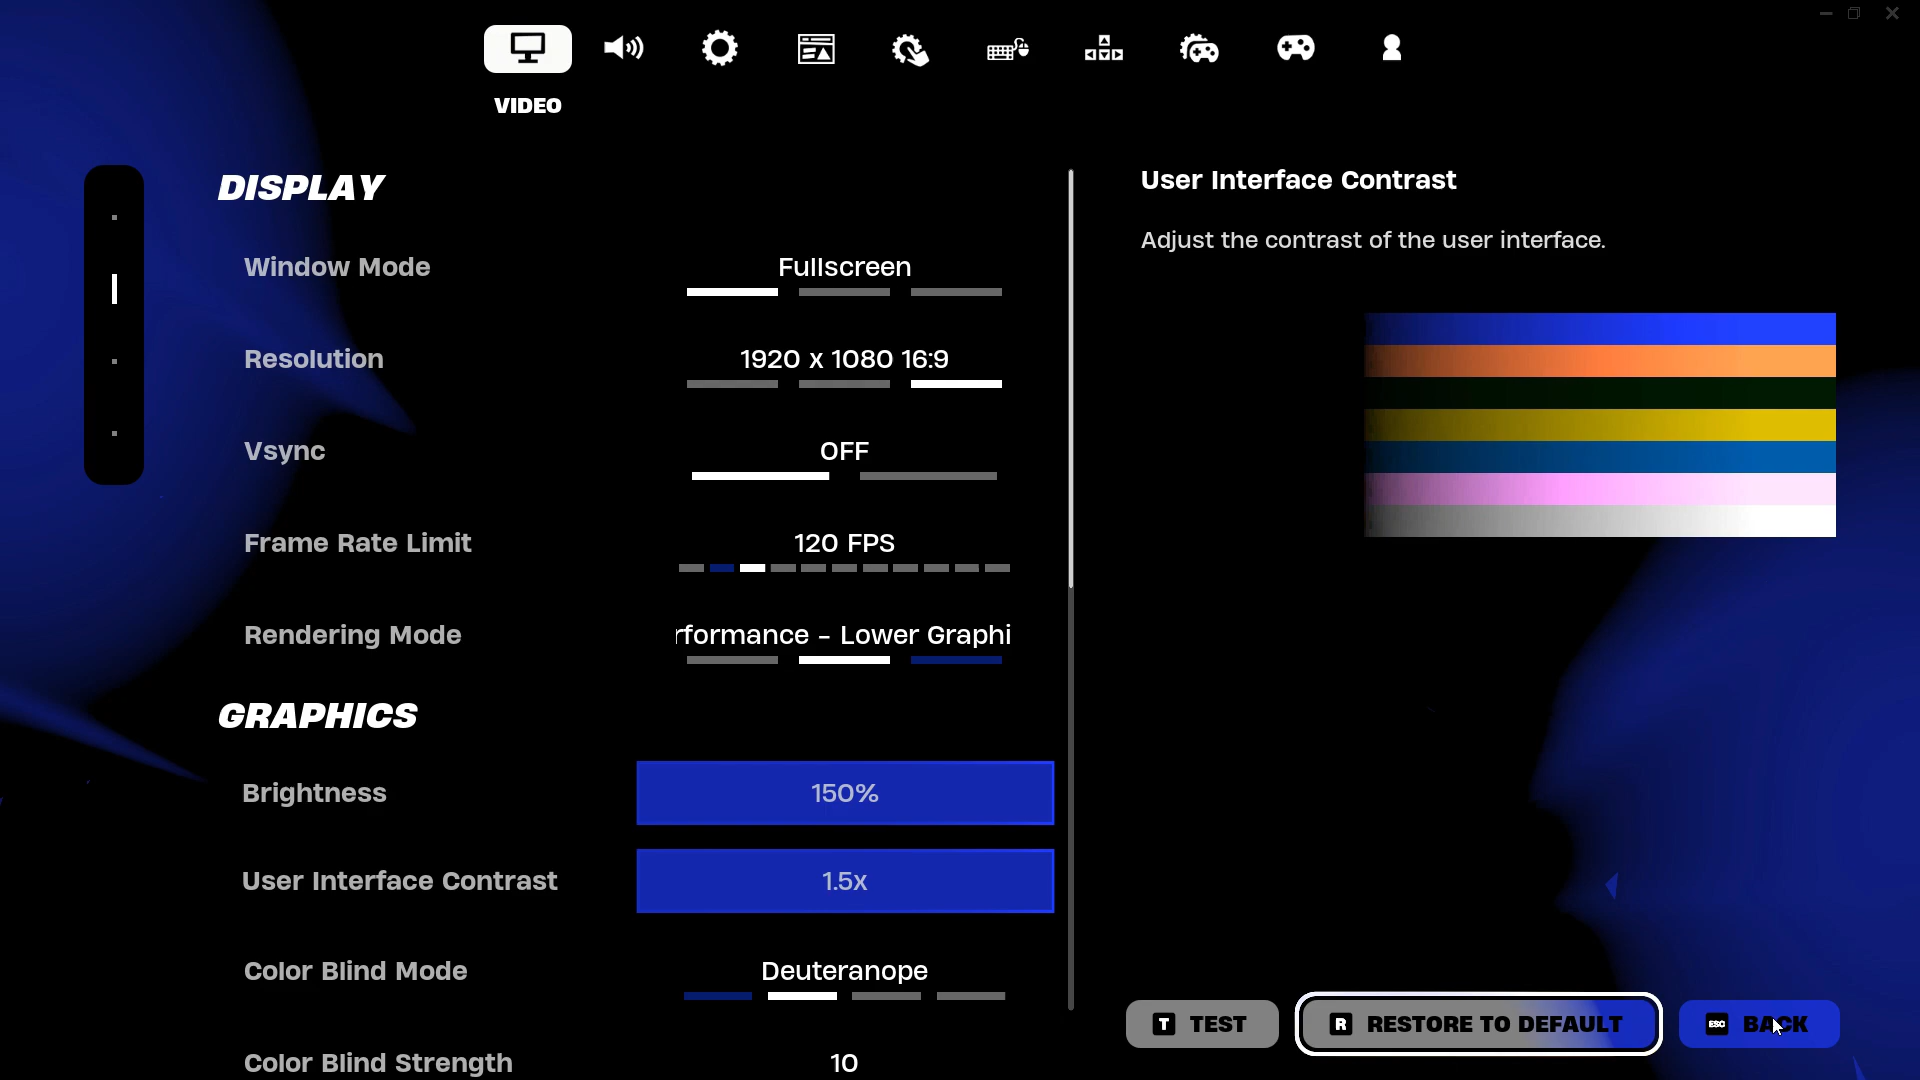 VIDEO
DISPLAY
Window Mode
Fullscreen
Resolution
1920 x 1080 16:9
Vsync
OFF
Frame Rate Limit
120 FPS
Rendering Mode
rformance - Lower Graphi
GRAPHICS
Brightness
150%
User Interface Contrast
1.5x
Color Blind Mode
Deuteranope
Color Blind Strength
10
User Interface Contrast
Adjust the contrast of the user interface.
T TEST
R RESTORE TO DEFAULT
ESC BACK